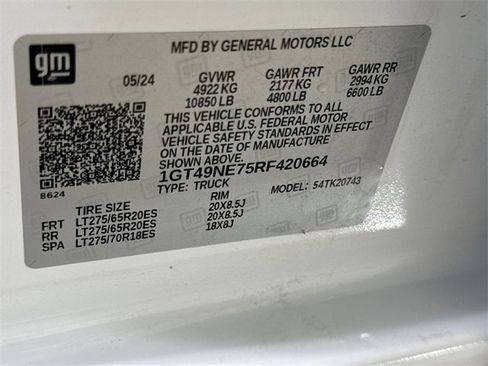 gm
MFD BY GENERAL MOTORS LLC
05/24 GVWR GAWR FRT GAWR RR
4922 KG 2177 KG 2994 KG
10850 LB 4800 LB 6600 LB
THIS VEHICLE CONFORMS TO ALL
APPLICABLE U.S. FEDERAL MOTOR
VEHICLE SAFETY STANDARDS IN EFFECT
ON THE DATE OF MANUFACTURE
SHOWN ABOVE.
1GT49NE75RF420664
8624
TYPE: TRUCK MODEL: 54TK20743
TIRE SIZE RIM
FRT LT275/65R20ES 20X8.5J
RR LT275/65R20ES 20X8.5J
SPA LT275/70R18ES 18X8J